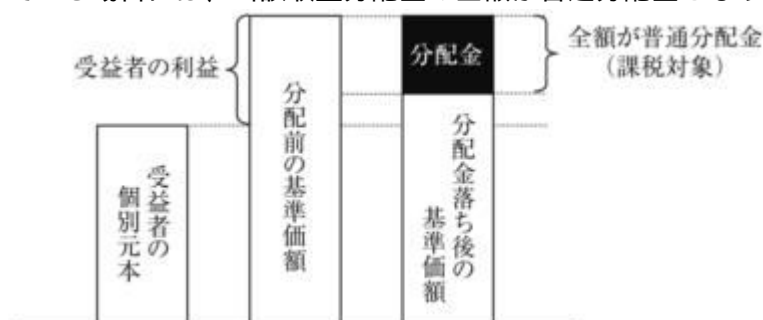 受益者の利益
分配金
全額が普通分配金
（課税対象）
受益者の
個別元本
分配前の基準価額
分配金落ち後の
基準価額